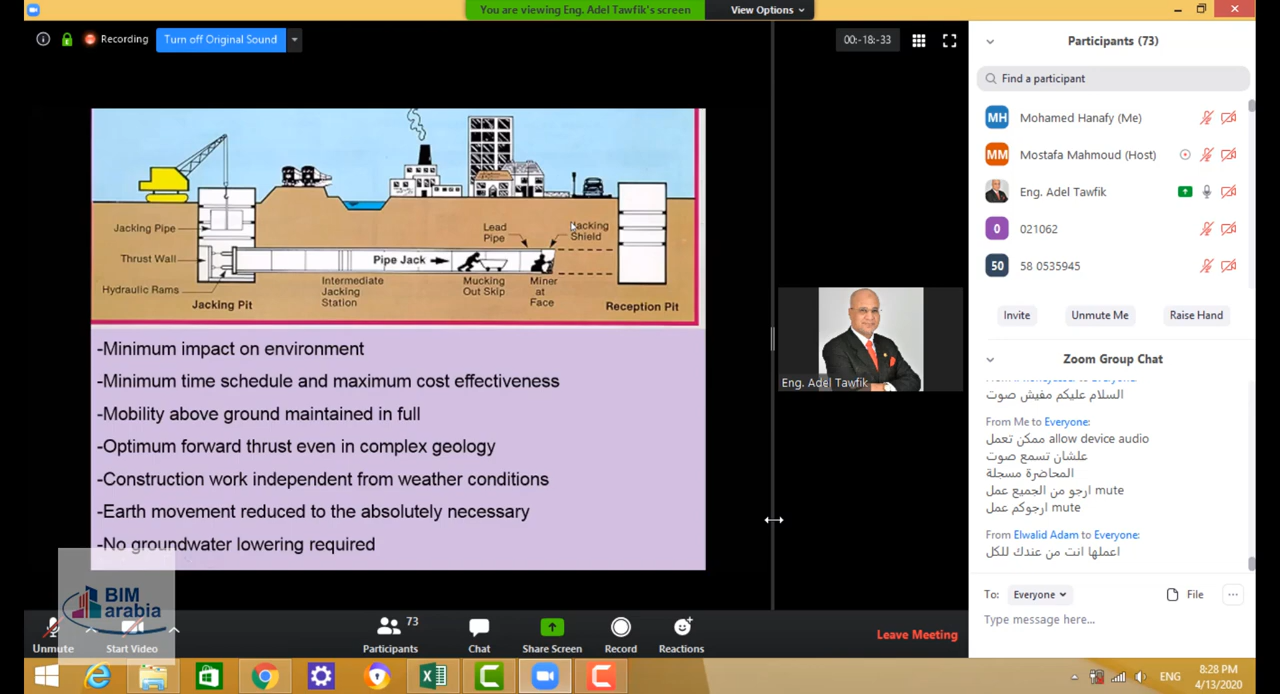 You are viewing Eng. Adel Tawfik's screen
View Options
Recording
Turn off Original Sound
00:-18:-33
Jacking Pipe
Thrust Wall
Hydraulic Rams
Jacking Pit
Lead
Pipe
Jacking
Shield
Pipe Jack
Intermediate
Jacking
Station
Mucking
Out Skip
Miner
at
Face
Reception Pit
-Minimum impact on environment
-Minimum time schedule and maximum cost effectiveness
-Mobility above ground maintained in full
-Optimum forward thrust even in complex geology
-Construction work independent from weather conditions
-Earth movement reduced to the absolutely necessary
-No groundwater lowering required
BIM
arabia
Eng. Adel Tawfik
Participants (73)
Find a participant
MH Mohamed Hanafy (Me)
MM Mostafa Mahmoud (Host)
Eng. Adel Tawfik
0 021062
50 58 0535945
Invite
Unmute Me
Raise Hand
Zoom Group Chat
السلام عليكم مفيش صوت
From Me to Everyone:
ممكن تعمل allow device audio
علشان تسمع صوت
المحاضرة مسجلة
ارجو من الجميع عمل mute
ارجوكم عمل mute
From Elwalid Adam to Everyone:
اعملها انت من عندك للكل
To: Everyone
File
Type message here...
Unmute
Start Video
73
Participants
Chat
Share Screen
Record
Reactions
Leave Meeting
ENG
8:28 PM
4/13/2020